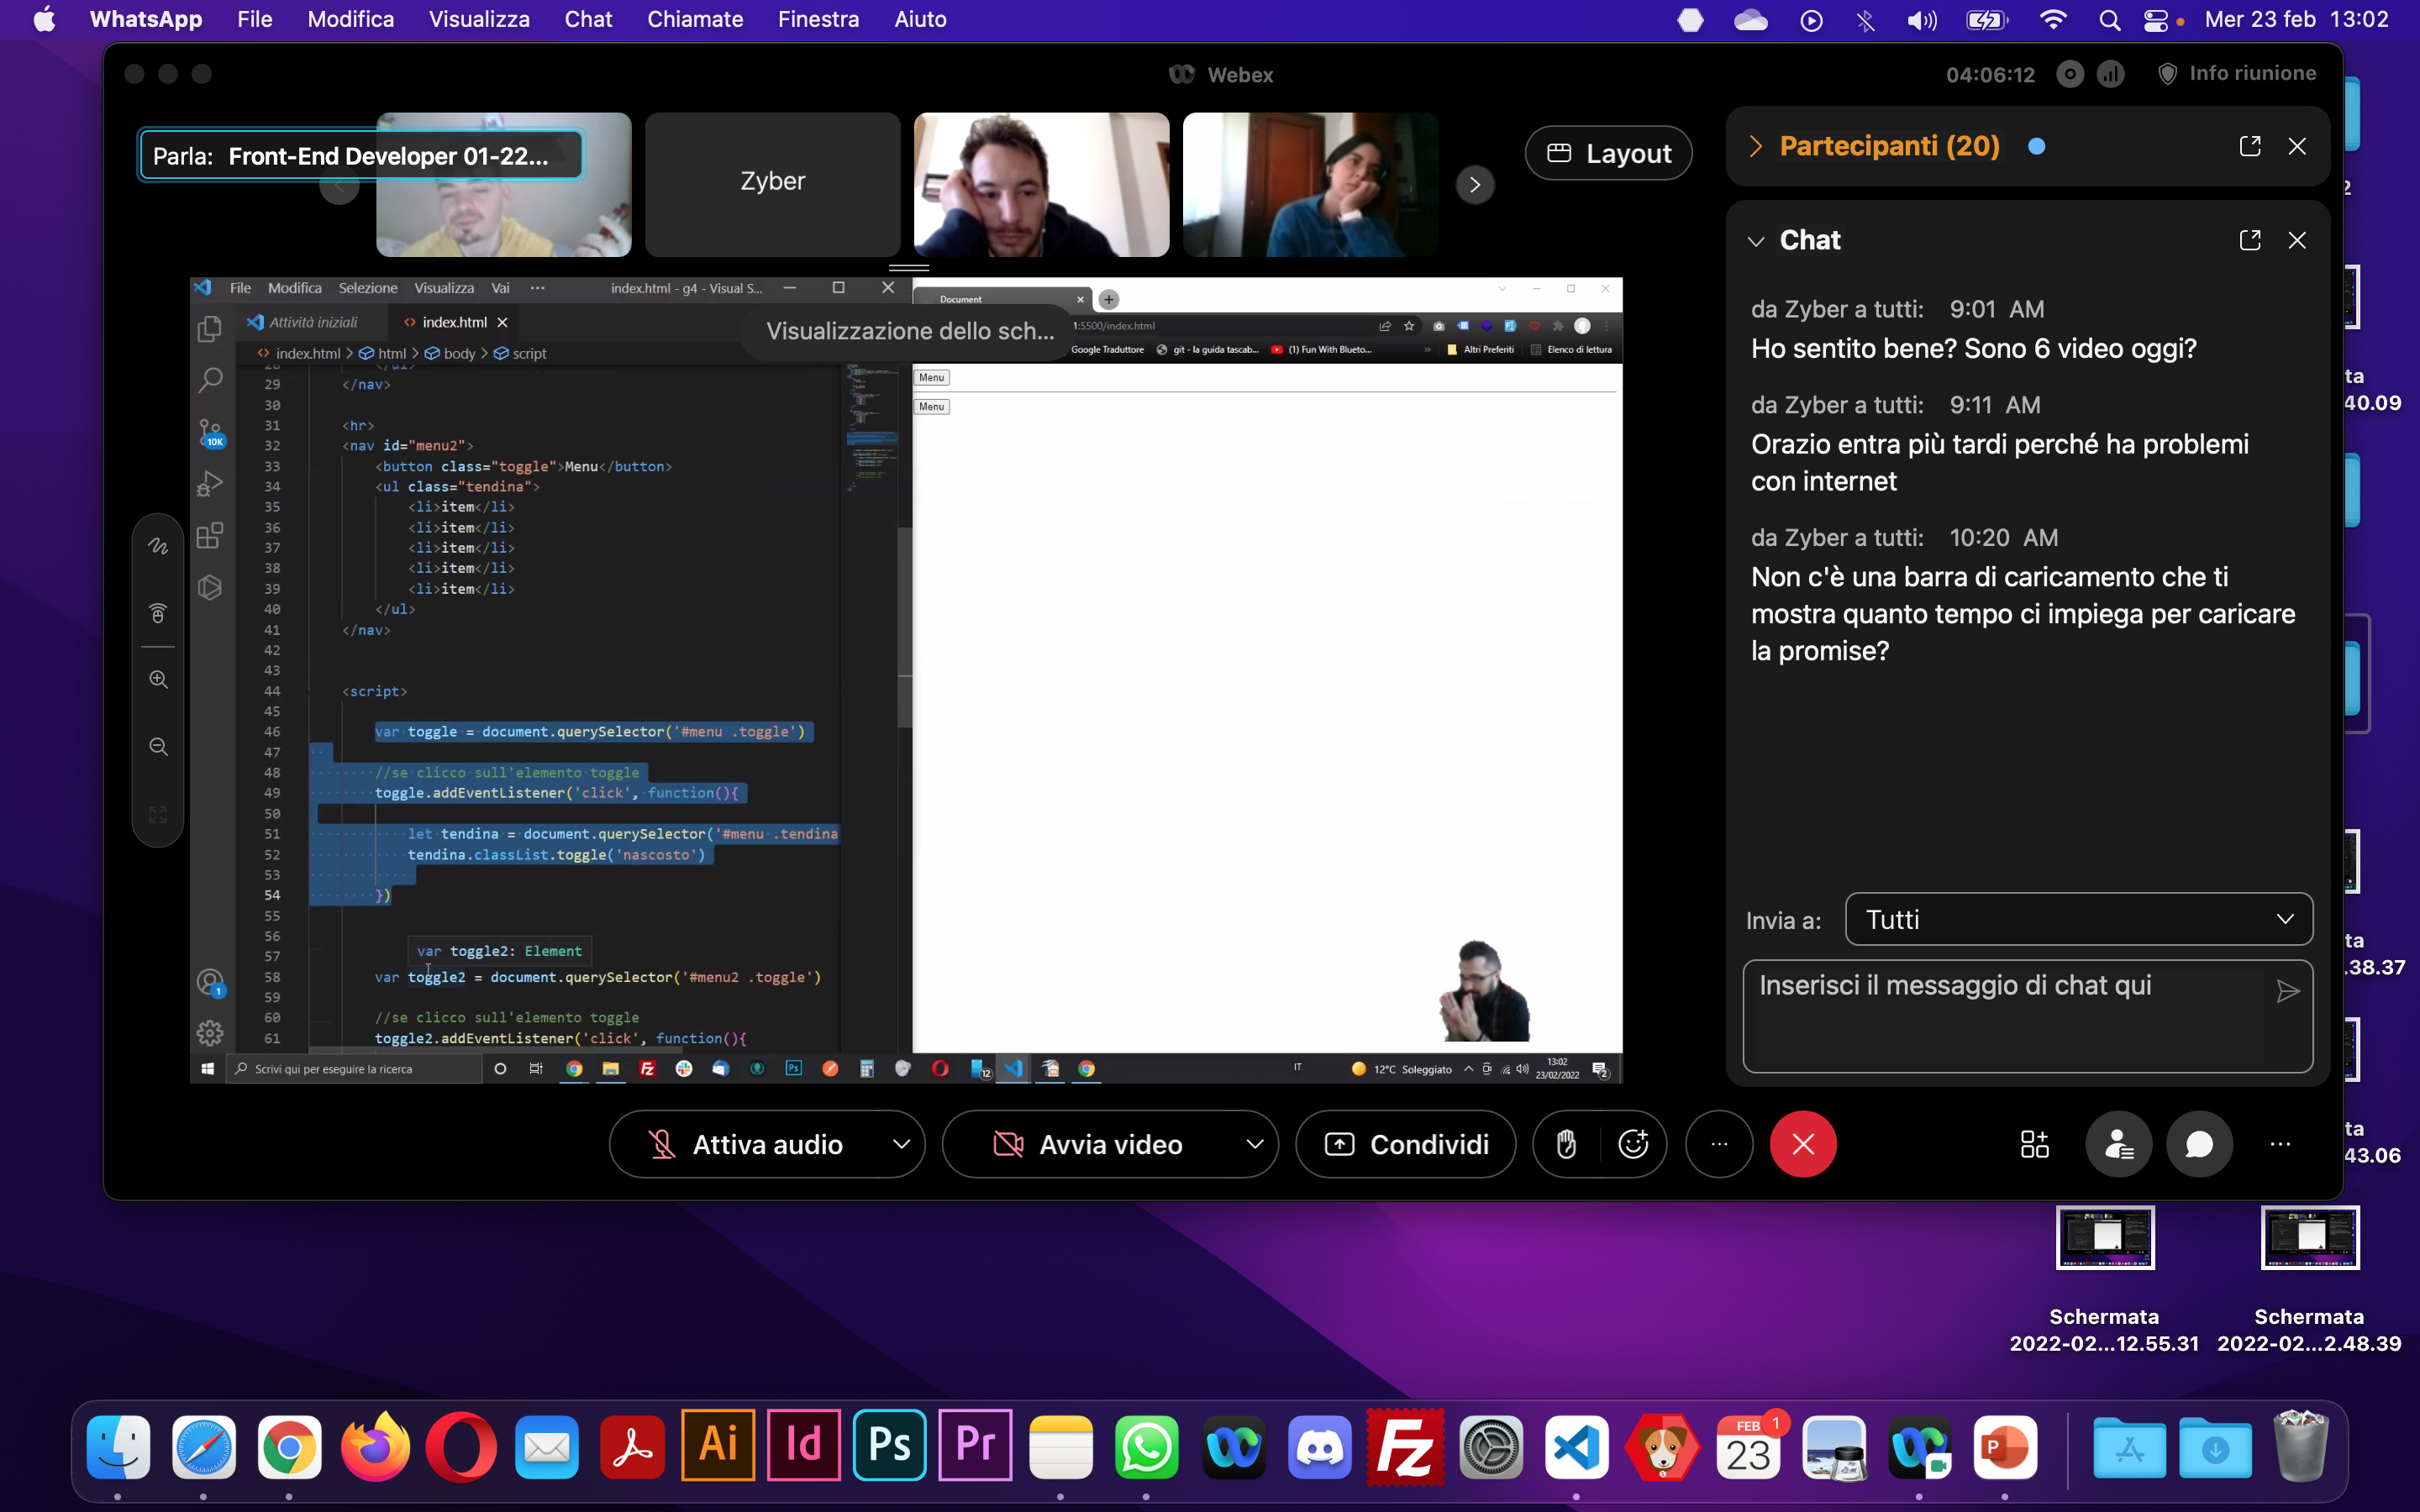 WhatsApp File Modifica Visualizza Chat Chiamate Finestra Aiuto
Mer 23 feb 13:02
Webex
04:06:12
Info riunione
Parla: Front-End Developer 01-22...
Zyber
Layout
Partecipanti (20)
Chat
da Zyber a tutti: 9:01 AM
Ho sentito bene? Sono 6 video oggi?
da Zyber a tutti: 9:11 AM
Orazio entra più tardi perché ha problemi
con internet
da Zyber a tutti: 10:20 AM
Non c'è una barra di caricamento che ti
mostra quanto tempo ci impiega per caricare
la promise?
Invia a: Tutti
Inserisci il messaggio di chat qui
File Modifica Selezione Visualizza Vai ... index.html - g4 - Visual S...
Attività iniziali
<> index.html
<> index.html > html > body > script
Visualizzazione dello sch...
Document
1:5500/index.html
Google Traduttore git - la guida tascab... (1) Fun With Blueto... » Altri Preferiti Elenco di lettura
Menu
Menu
29 </nav>
30
31 <hr>
32 <nav id="menu2">
33 <button class="toggle">Menu</button>
34 <ul class="tendina">
35 <li>item</li>
36 <li>item</li>
37 <li>item</li>
38 <li>item</li>
39 <li>item</li>
40 </ul>
41 </nav>
42
43
44 <script>
45
46 var toggle = document.querySelector('#menu .toggle')
47
48 //se clicco sull'elemento toggle
49 toggle.addEventListener('click', function(){
50
51 let tendina = document.querySelector('#menu .tendina
52 tendina.classList.toggle('nascosto')
53
54 })
55
56
57
var toggle2: Element
58 var toggle2 = document.querySelector('#menu2 .toggle')
59
60 //se clicco sull'elemento toggle
61 toggle2.addEventListener('click', function(){
10K
1
Scrivi qui per eseguire la ricerca
Ps
12
IT
12°C Soleggiato
13:02
23/02/2022
2
Attiva audio
Avvia video
Condividi
2
ta
40.09
ta
.38.37
ta
43.06
Schermata
2022-02...12.55.31
Schermata
2022-02...2.48.39
Ai Id Ps Pr
Fz
FEB
23
1
P